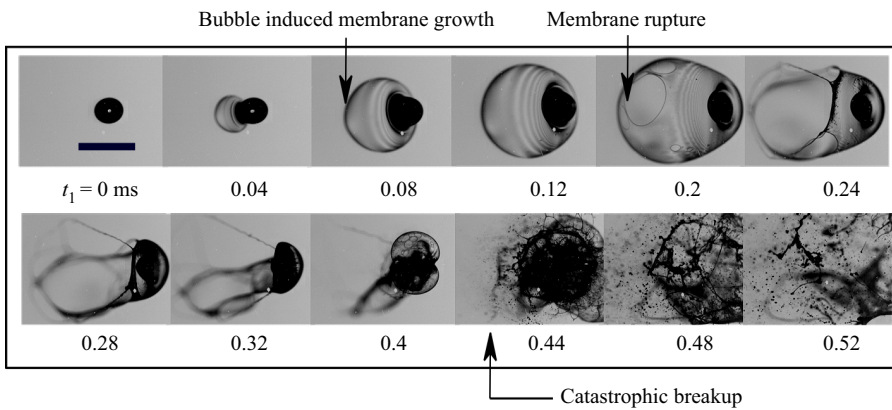 Bubble induced membrane growth
Membrane rupture
t₁ = 0 ms
0.04
0.08
0.12
0.2
0.24
0.28
0.32
0.4
0.44
0.48
0.52
Catastrophic breakup